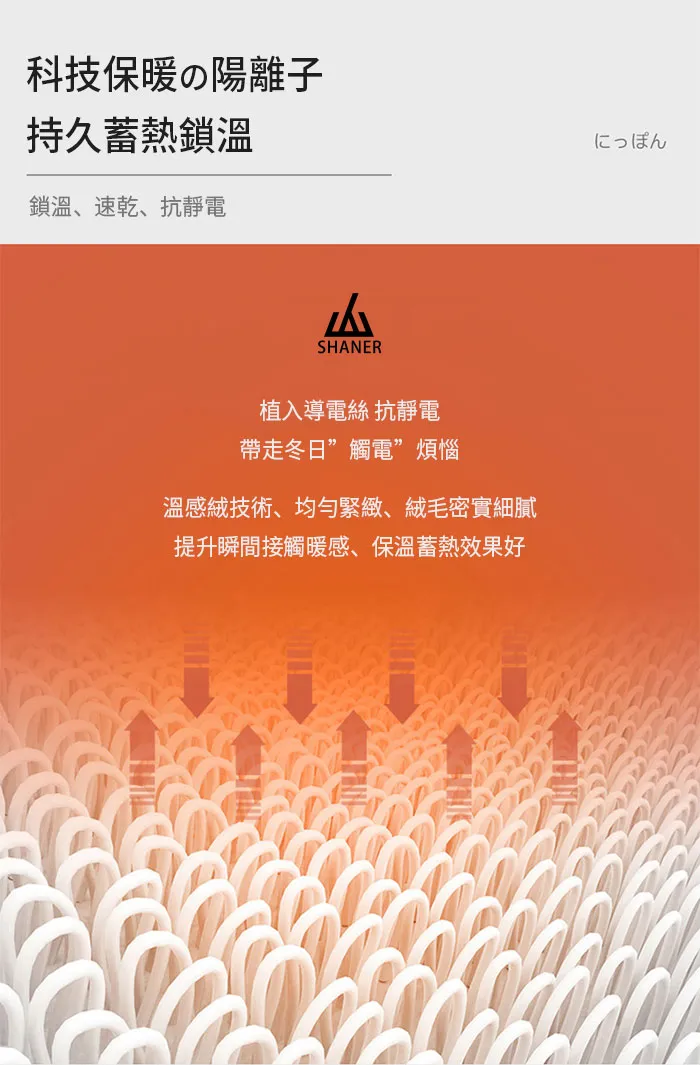 科技保暖の陽離子
持久蓄熱鎖溫
にっぽん
鎖溫、速乾、抗靜電
SHANER
植入導電絲 抗靜電
帶走冬日”觸電”煩惱
溫感絨技術、均勻緊緻、絨毛密實細膩
提升瞬間接觸暖感、保溫蓄熱效果好